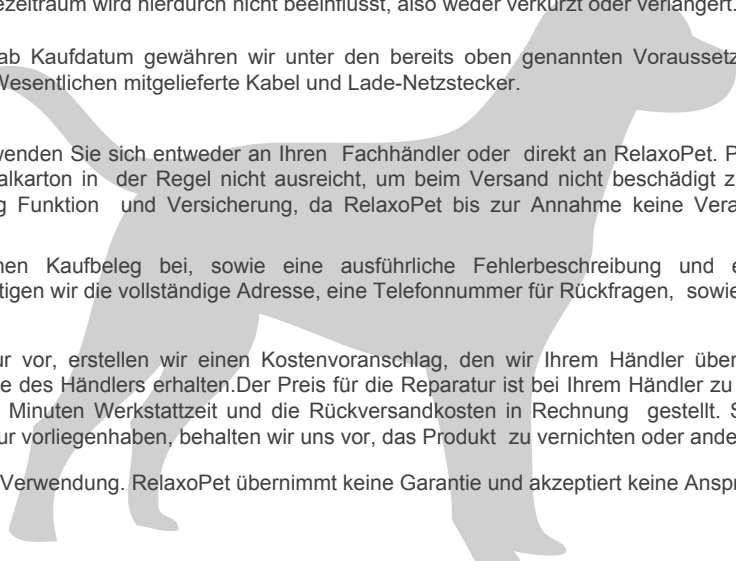 ezeitraum wird hierdurch nicht beeinflusst, also weder verkürzt oder verlängert.
ab Kaufdatum gewähren wir unter den bereits oben genannten Voraussetz
Wesentlichen mitgelieferte Kabel und Lade-Netzstecker.
wenden Sie sich entweder an Ihren Fachhändler oder direkt an RelaxoPet. P
alkarton in der Regel nicht ausreicht, um beim Versand nicht beschädigt z
g Funktion und Versicherung, da RelaxoPet bis zur Annahme keine Vera
nen Kaufbeleg bei, sowie eine ausführliche Fehlerbeschreibung und e
tigen wir die vollständige Adresse, eine Telefonnummer für Rückfragen, sowie
ur vor, erstellen wir einen Kostenvoranschlag, den wir Ihrem Händler über
e des Händlers erhalten.Der Preis für die Reparatur ist bei Ihrem Händler zu
Minuten Werkstattzeit und die Rückversandkosten in Rechnung gestellt. S
ur vorliegenhaben, behalten wir uns vor, das Produkt zu vernichten oder ande
Verwendung. RelaxoPet übernimmt keine Garantie und akzeptiert keine Anspr